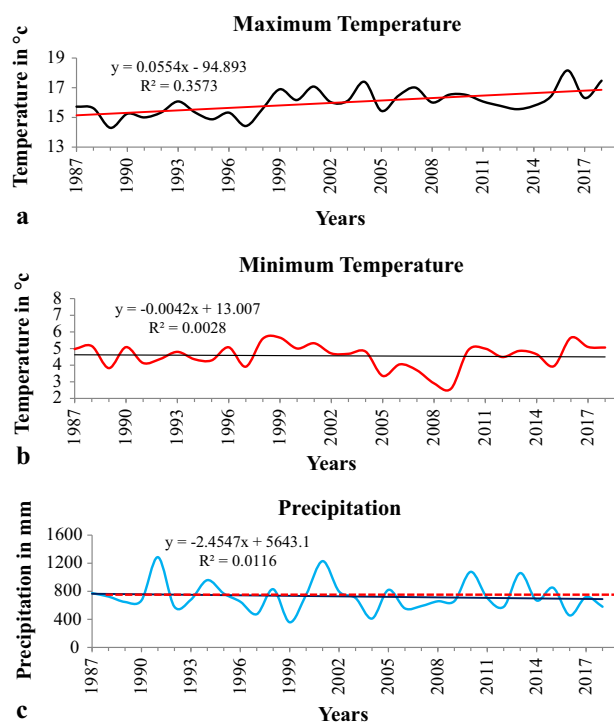 Maximum Temperature
Temperature in °c
19
17
15
13
y = 0.0554x - 94.893
R² = 0.3573
1987
1990
1993
1996
1999
2002
2005
2008
2011
2014
2017
Years
a
Minimum Temperature
Temperature in °c
8
7
6
5
4
3
2
y = -0.0042x + 13.007
R² = 0.0028
1987
1990
1993
1996
1999
2002
2005
2008
2011
2014
2017
Years
b
Precipitation
Precipitation in mm
1600
1200
800
400
0
y = -2.4547x + 5643.1
R² = 0.0116
1987
1990
1993
1996
1999
2002
2005
2008
2011
2014
2017
Years
c